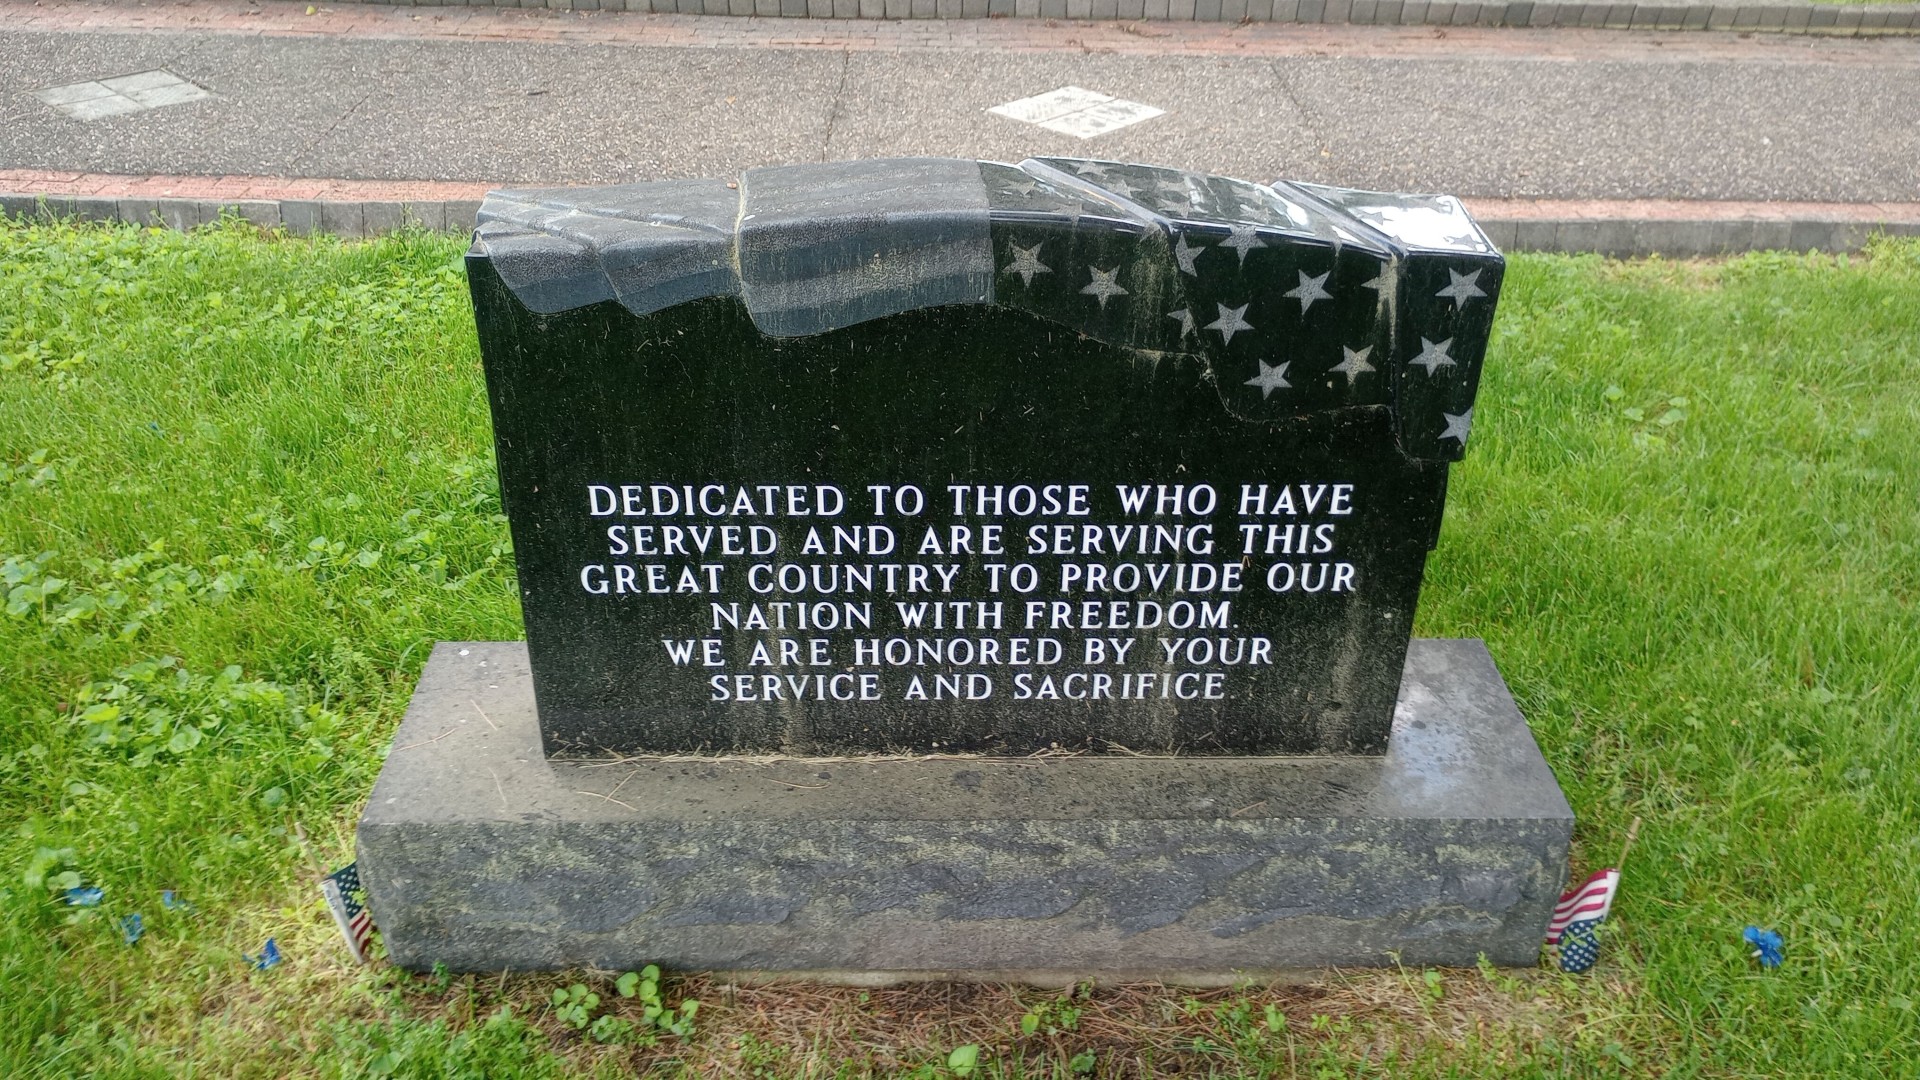 DEDICATED TO THOSE WHO HAVE
SERVED AND ARE SERVING THIS
GREAT COUNTRY TO PROVIDE OUR
NATION WITH FREEDOM.
WE ARE HONORED BY YOUR
SERVICE AND SACRIFICE.